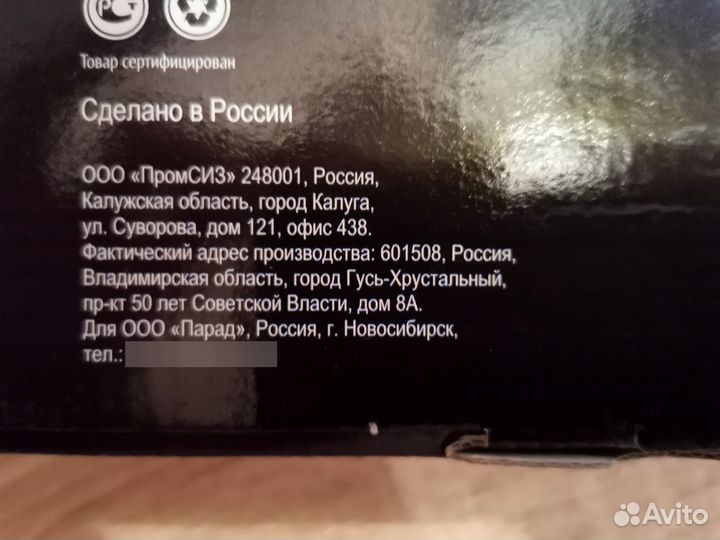 РСТ
Товар сертифицирован
Сделано в России
ООО «ПромСИЗ» 248001, Россия,
Калужская область, город Калуга,
ул. Суворова, дом 121, офис 438.
Фактический адрес производства: 601508, Россия,
Владимирская область, город Гусь-Хрустальный,
пр-кт 50 лет Советской Власти, дом 8А.
Для ООО «Парад», Россия, г. Новосибирск,
тел.:
Avito